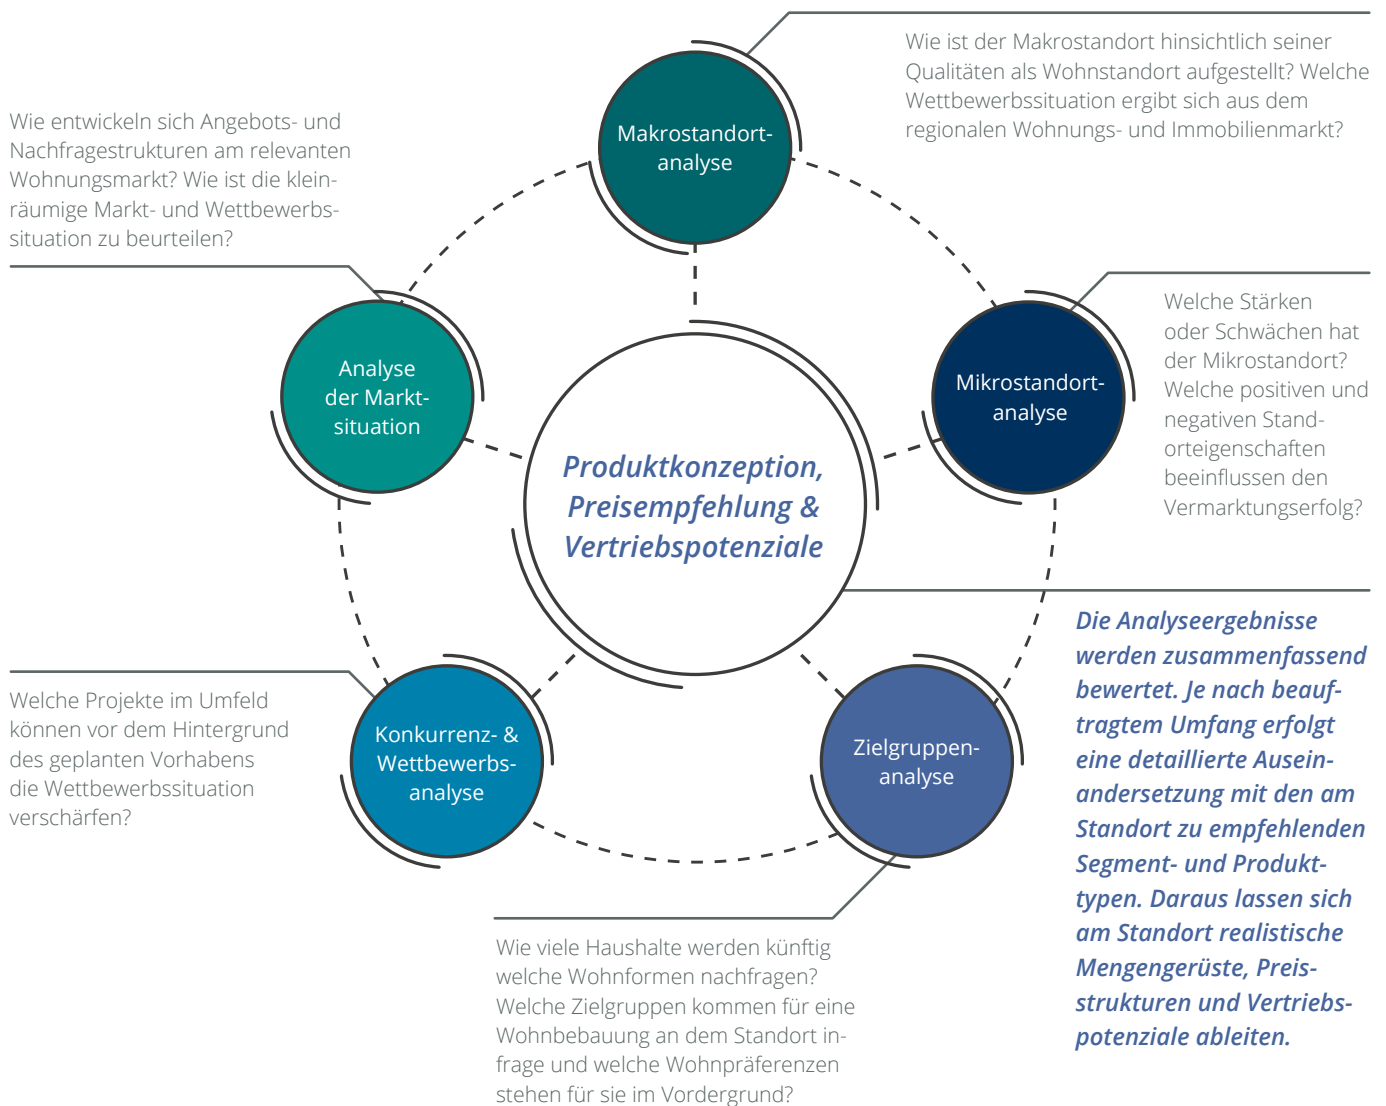 Wie ist der Makrostandort hinsichtlich seiner
Qualitäten als Wohnstandort aufgestellt? Welche
Wettbewerbssituation ergibt sich aus dem
regionalen Wohnungs- und Immobilienmarkt?
Makrostandort-
analyse
Wie entwickeln sich Angebots- und
Nachfragestrukturen am relevanten
Wohnungsmarkt? Wie ist die klein-
räumige Markt- und Wettbewerbs-
situation zu beurteilen?
Analyse
der Markt-
situation
Mikrostandort-
analyse
Welche Stärken
oder Schwächen hat
der Mikrostandort?
Welche positiven und
negativen Stand-
orteigenschaften
beeinflussen den
Vermarktungserfolg?
Produktkonzeption,
Preisempfehlung &
Vertriebspotenziale
Die Analyseergebnisse
werden zusammenfassend
bewertet. Je nach beauf-
tragtem Umfang erfolgt
eine detaillierte Ausein-
andersetzung mit den am
Standort zu empfehlenden
Segment- und Produkt-
typen. Daraus lassen sich
am Standort realistische
Mengengerüste, Preis-
strukturen und Vertriebs-
potenziale ableiten.
Welche Projekte im Umfeld
können vor dem Hintergrund
des geplanten Vorhabens
die Wettbewerbssituation
verschärfen?
Konkurrenz- &
Wettbewerbs-
analyse
Zielgruppen-
analyse
Wie viele Haushalte werden künftig
welche Wohnformen nachfragen?
Welche Zielgruppen kommen für eine
Wohnbebauung an dem Standort in-
frage und welche Wohnpräferenzen
stehen für sie im Vordergrund?